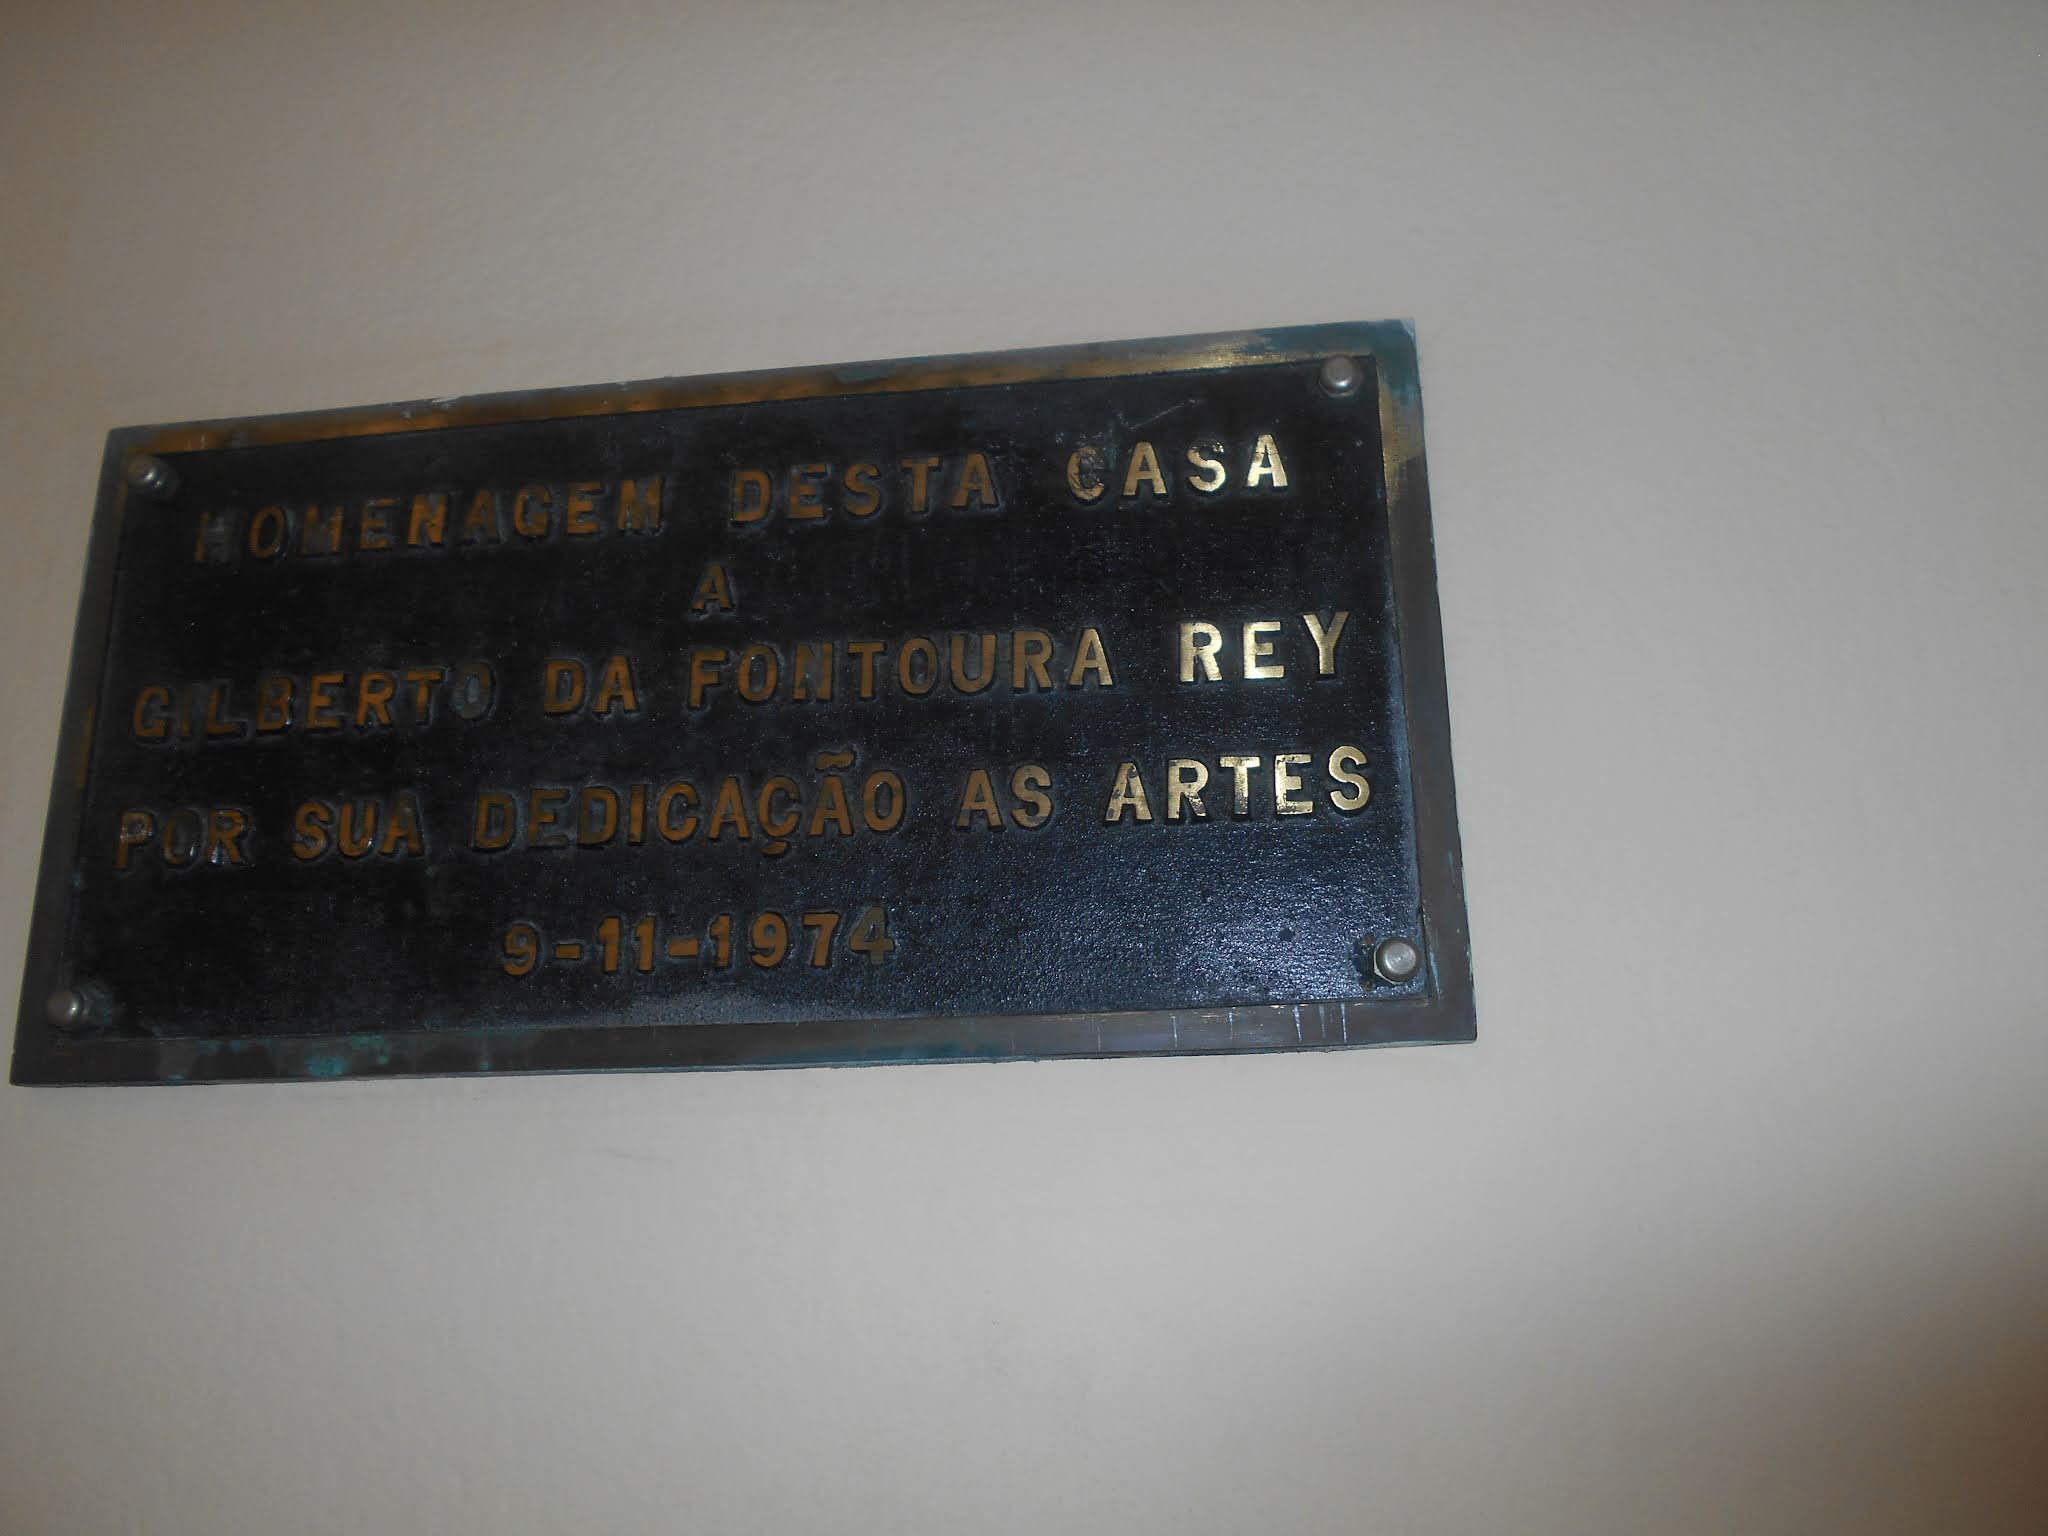 HOMENAGEM DESTA CASA
A
GILBERTO DA FONTOURA REY
POR SUA DEDICAÇÃO AS ARTES
9-11-1974